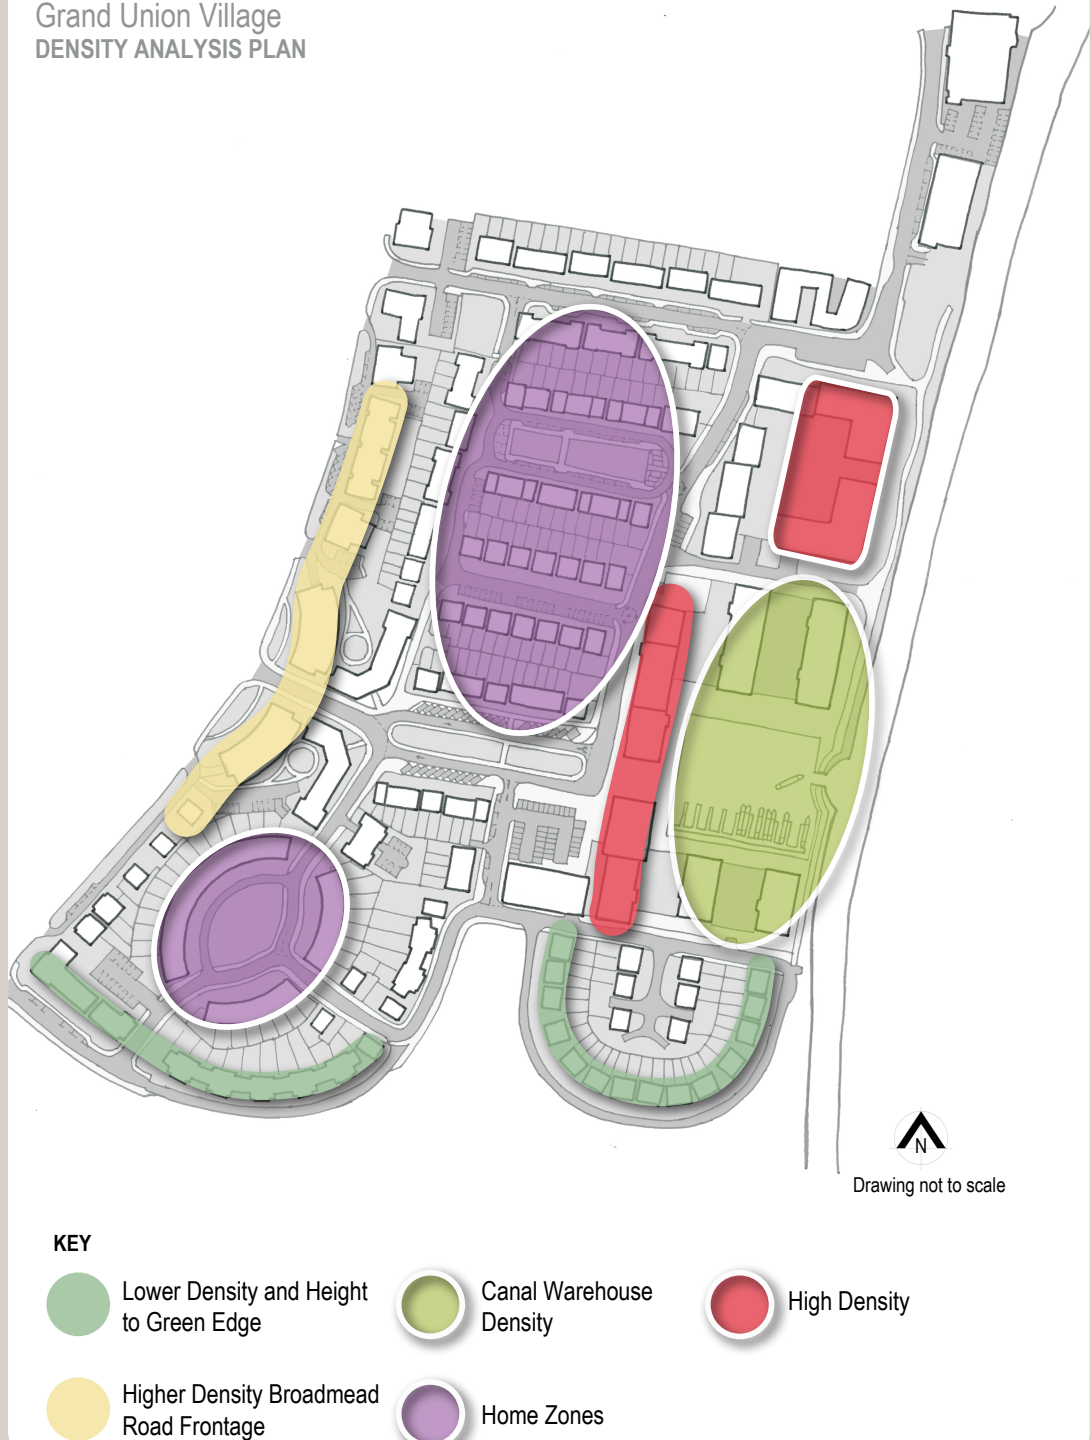 Grand Union Village
DENSITY ANALYSIS PLAN
N
Drawing not to scale
KEY
Lower Density and Height
to Green Edge
Canal Warehouse
Density
High Density
Higher Density Broadmead
Road Frontage
Home Zones